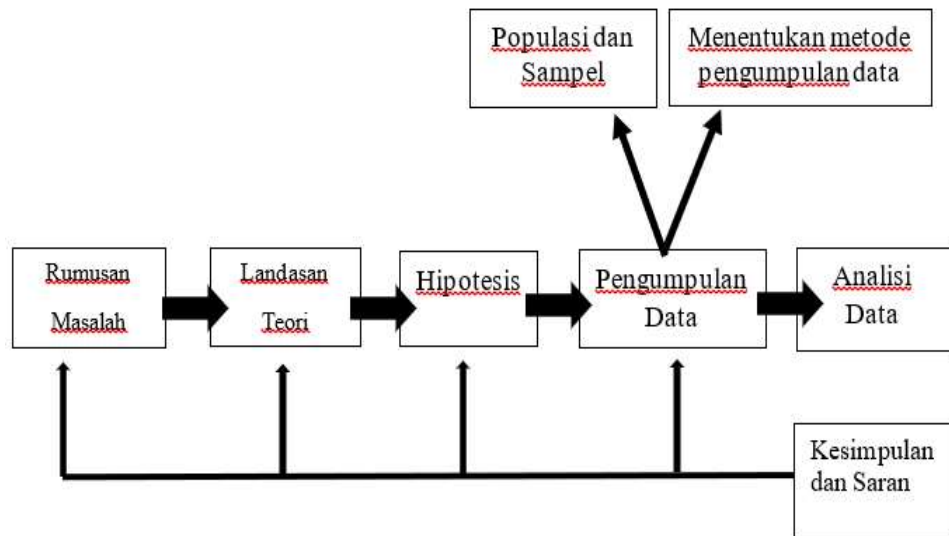 Populasi dan
Sampel
Menentukan metode
pengumpulan data
Rumusan
Masalah
Landasan
Teori
Hipotesis
Pengumpulan
Data
Analisi
Data
Kesimpulan
dan Saran